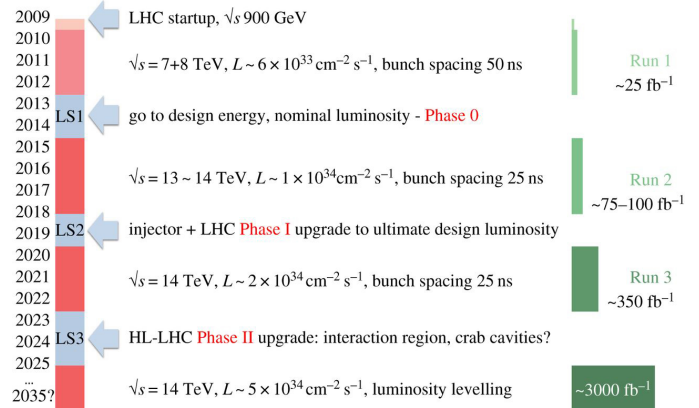 2009
LHC startup, √s 900 GeV
2010
2011
2012
√s = 7+8 TeV, L ~ 6 × 10³³ cm⁻² s⁻¹, bunch spacing 50 ns
Run 1
~25 fb⁻¹
2013
2014
LS1
go to design energy, nominal luminosity - Phase 0
2015
2016
2017
2018
√s = 13 ~ 14 TeV, L ~ 1 × 10³⁴cm⁻² s⁻¹, bunch spacing 25 ns
Run 2
~75–100 fb⁻¹
2019
LS2
injector + LHC Phase I upgrade to ultimate design luminosity
2020
2021
2022
√s = 14 TeV, L ~ 2 × 10³⁴ cm⁻² s⁻¹, bunch spacing 25 ns
Run 3
~350 fb⁻¹
2023
2024
2025
LS3
HL-LHC Phase II upgrade: interaction region, crab cavities?
...
2035?
√s = 14 TeV, L ~ 5 × 10³⁴ cm⁻² s⁻¹, luminosity levelling
~3000 fb⁻¹